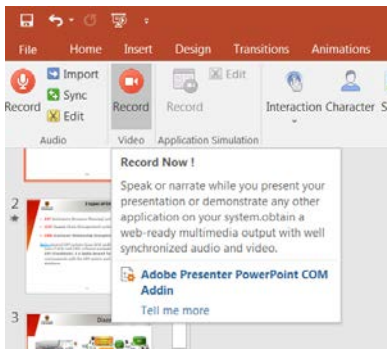 File Home Insert Design Transitions Animations
Import
Sync
Edit
Record
Record
Record
Edit
Interaction Character S
Audio Video Application Simulation
Record Now !
Speak or narrate while you present your
presentation or demonstrate any other
application on your system.obtain a
web-ready multimedia output with well
synchronized audio and video.
Adobe Presenter PowerPoint COM
Addin
Tell me more
2
3